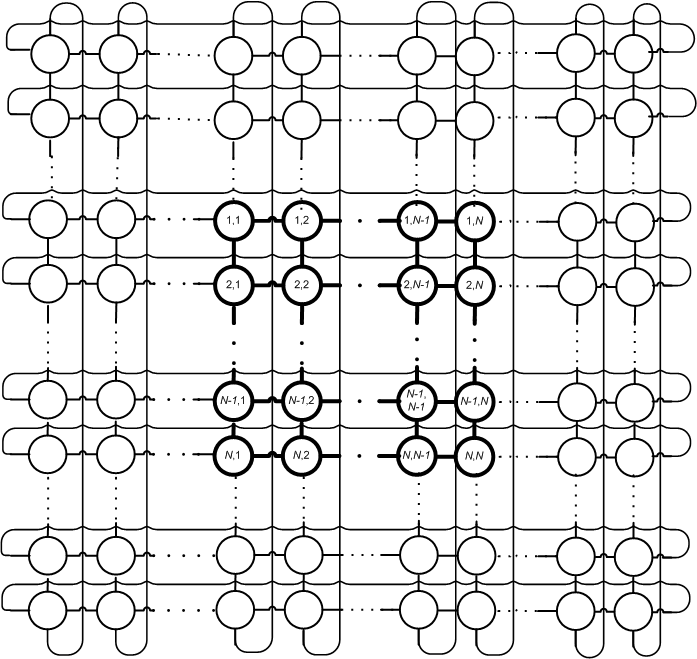 1,1 1,2 1,N-1 1,N
2,1 2,2 2,N-1 2,N
N-1,1 N-1,2 N-1, N-1,N
N-1
N,1 N,2 N,N-1 N,N